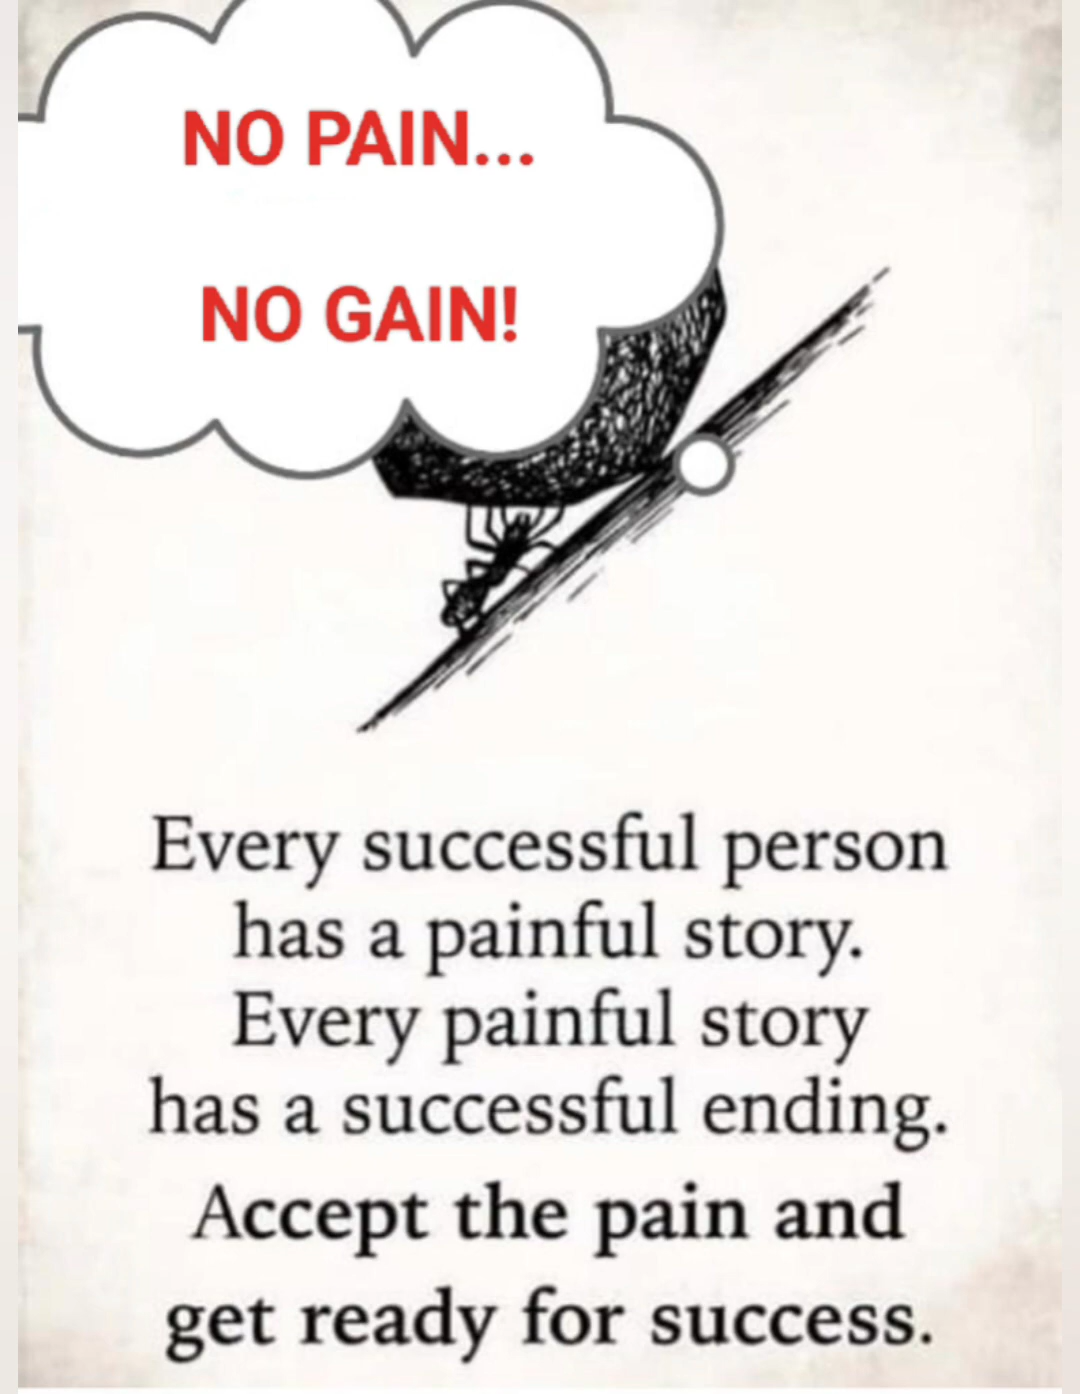 NO PAIN...
NO GAIN!
Every successful person
has a painful story.
Every painful story
has a successful ending.
Accept the pain and
get ready for success.